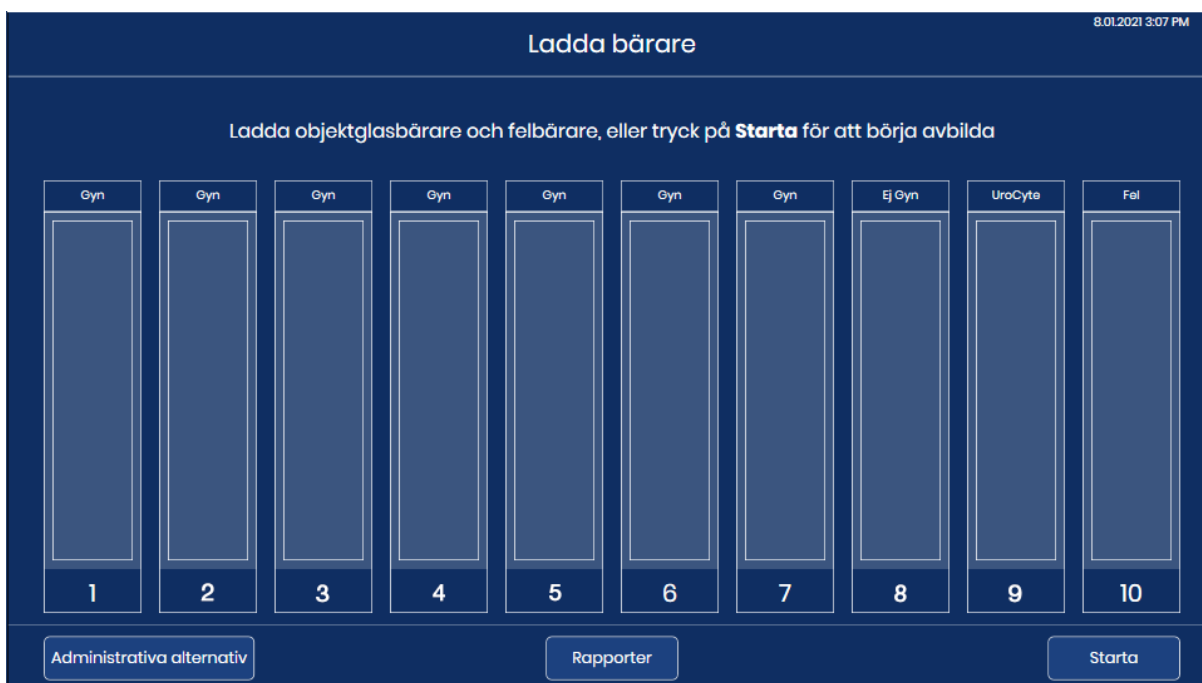 8.01.2021 3:07 PM
Ladda bärare
Ladda objektglasbärare och felbärare, eller tryck på Starta för att börja avbilda
Gyn Gyn Gyn Gyn Gyn Gyn Gyn Ej Gyn UroCyte Fel
1 2 3 4 5 6 7 8 9 10
Administrativa alternativ Rapporter Starta